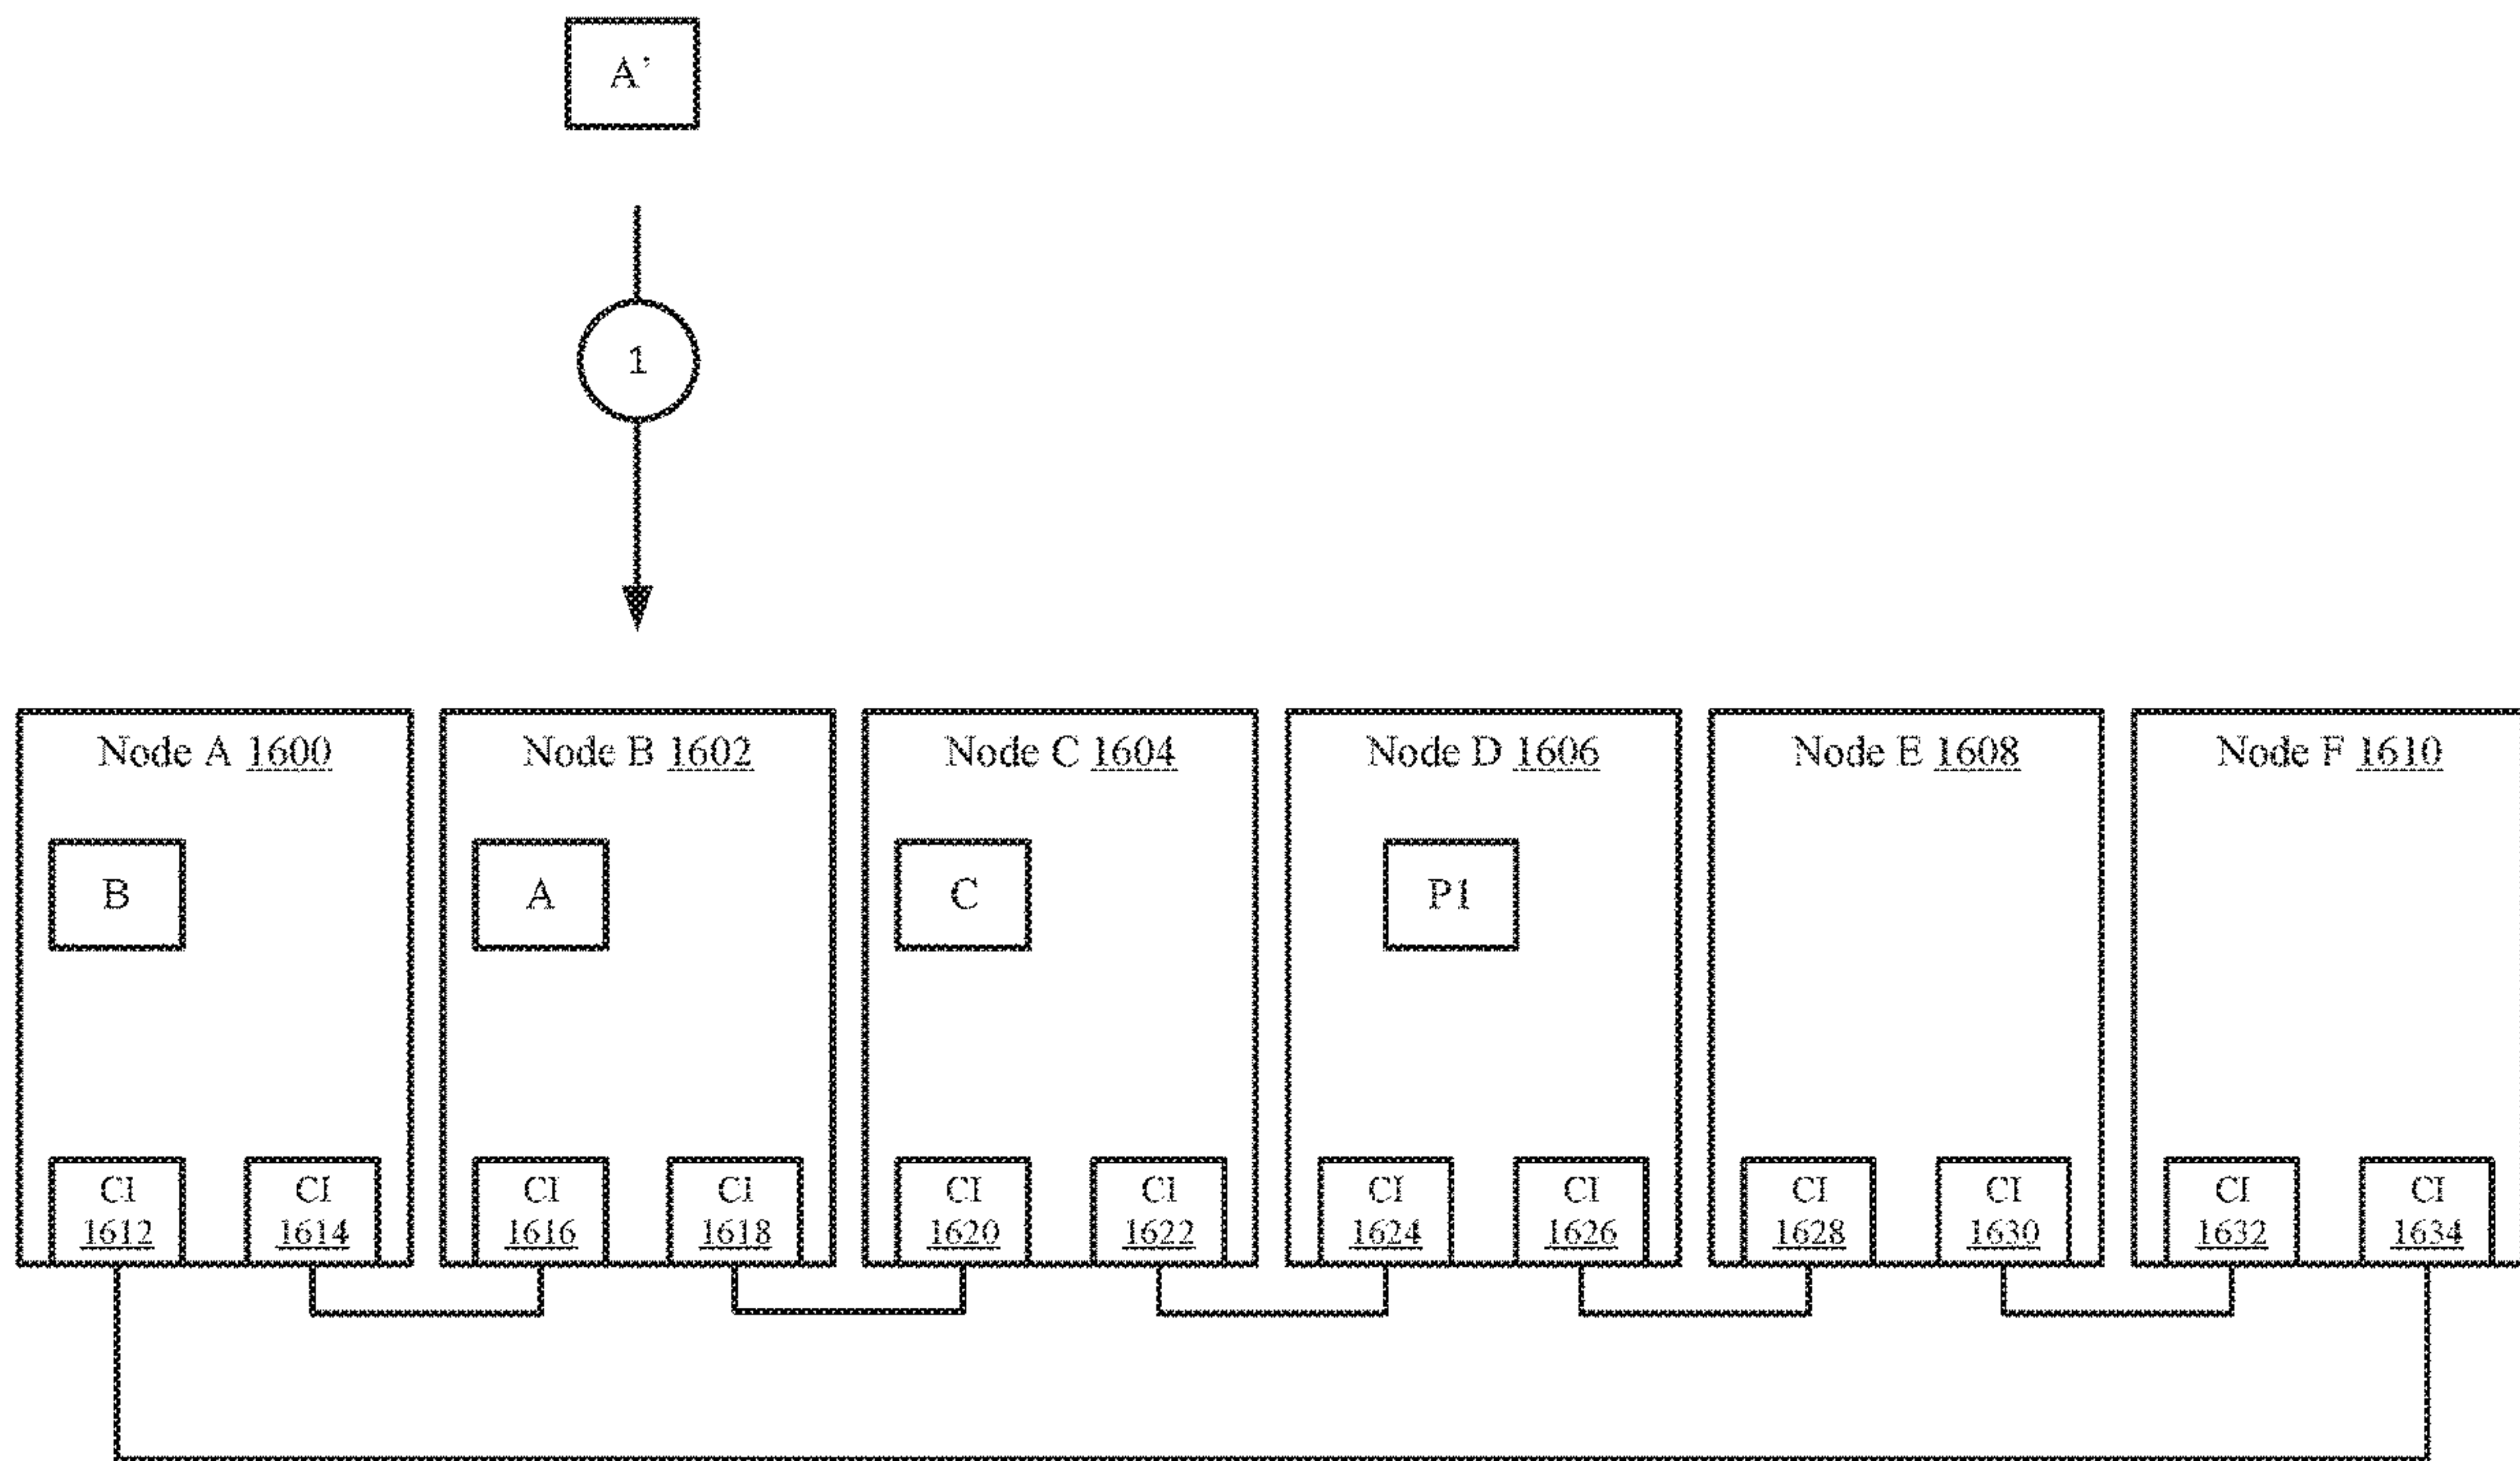 A'
1
Node A 1600
Node B 1602
Node C 1604
Node D 1606
Node E 1608
Node F 1610
B
A
C
P1
CI
1612
CI
1614
CI
1616
CI
1618
CI
1620
CI
1622
CI
1624
CI
1626
CI
1628
CI
1630
CI
1632
CI
1634